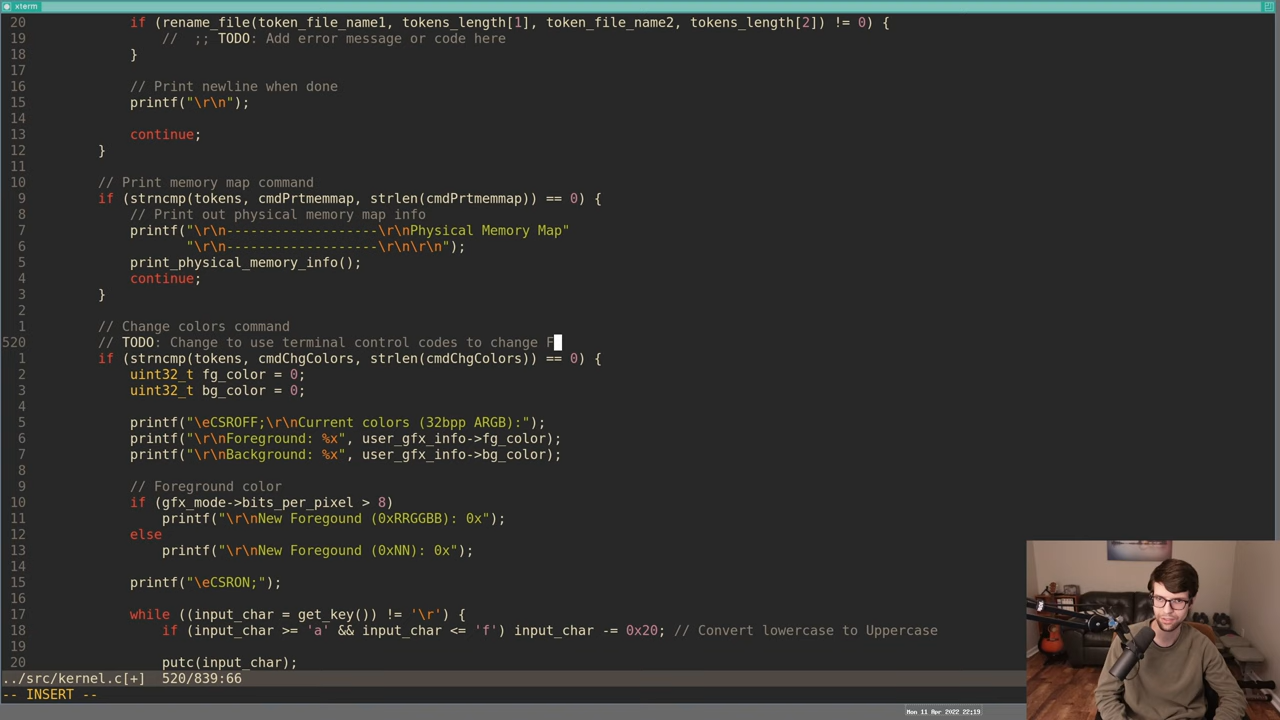 xterm
20 if (rename_file(token_file_name1, tokens_length[1], token_file_name2, tokens_length[2]) != 0) {
19 //  ;; TODO: Add error message or code here
18 }
17
16 // Print newline when done
15 printf("\r\n");
14
13 continue;
12 }
11
10 // Print memory map command
9 if (strncmp(tokens, cmdPrtmemmap, strlen(cmdPrtmemmap)) == 0) {
8 // Print out physical memory map info
7 printf("\r\n-------------------\r\nPhysical Memory Map"
6 "\r\n-------------------\r\n\r\n");
5 print_physical_memory_info();
4 continue;
3 }
2
1 // Change colors command
520 // TODO: Change to use terminal control codes to change F
1 if (strncmp(tokens, cmdChgColors, strlen(cmdChgColors)) == 0) {
2 uint32_t fg_color = 0;
3 uint32_t bg_color = 0;
4
5 printf("\eCSROFF;\r\nCurrent colors (32bpp ARGB):");
6 printf("\r\nForeground: %x", user_gfx_info->fg_color);
7 printf("\r\nBackground: %x", user_gfx_info->bg_color);
8
9 // Foreground color
10 if (gfx_mode->bits_per_pixel > 8)
11 printf("\r\nNew Foregound (0xRRGGBB): 0x");
12 else
13 printf("\r\nNew Foregound (0xNN): 0x");
14
15 printf("\eCSRON;");
16
17 while ((input_char = get_key()) != '\r') {
18 if (input_char >= 'a' && input_char <= 'f') input_char -= 0x20; // Convert lowercase to Uppercase
19
20 putc(input_char);
../src/kernel.c[+] 520/839:66
-- INSERT --
Mon 11 Apr 2022 22:19